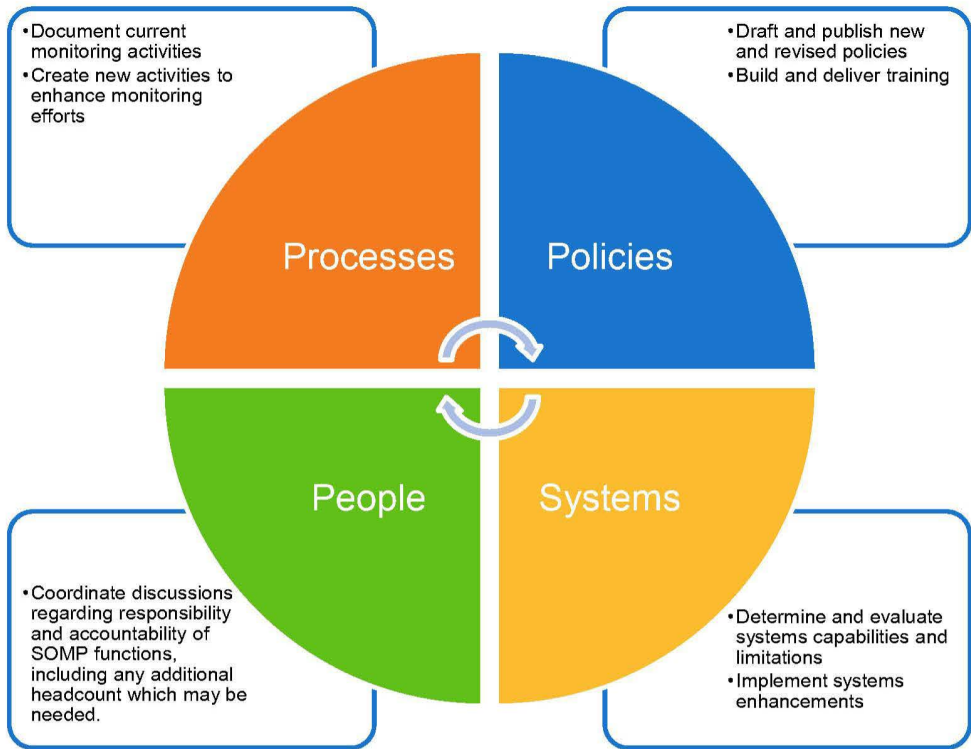 •Document current
monitoring activities
•Create new activities to
enhance monitoring
efforts
•Draft and publish new
and revised policies
•Build and deliver training
Processes
Policies
People
Systems
•Coordinate discussions
regarding responsibility
and accountability of
SOMP functions,
including any additional
headcount which may be
needed.
•Determine and evaluate
systems capabilities and
limitations
•Implement systems
enhancements